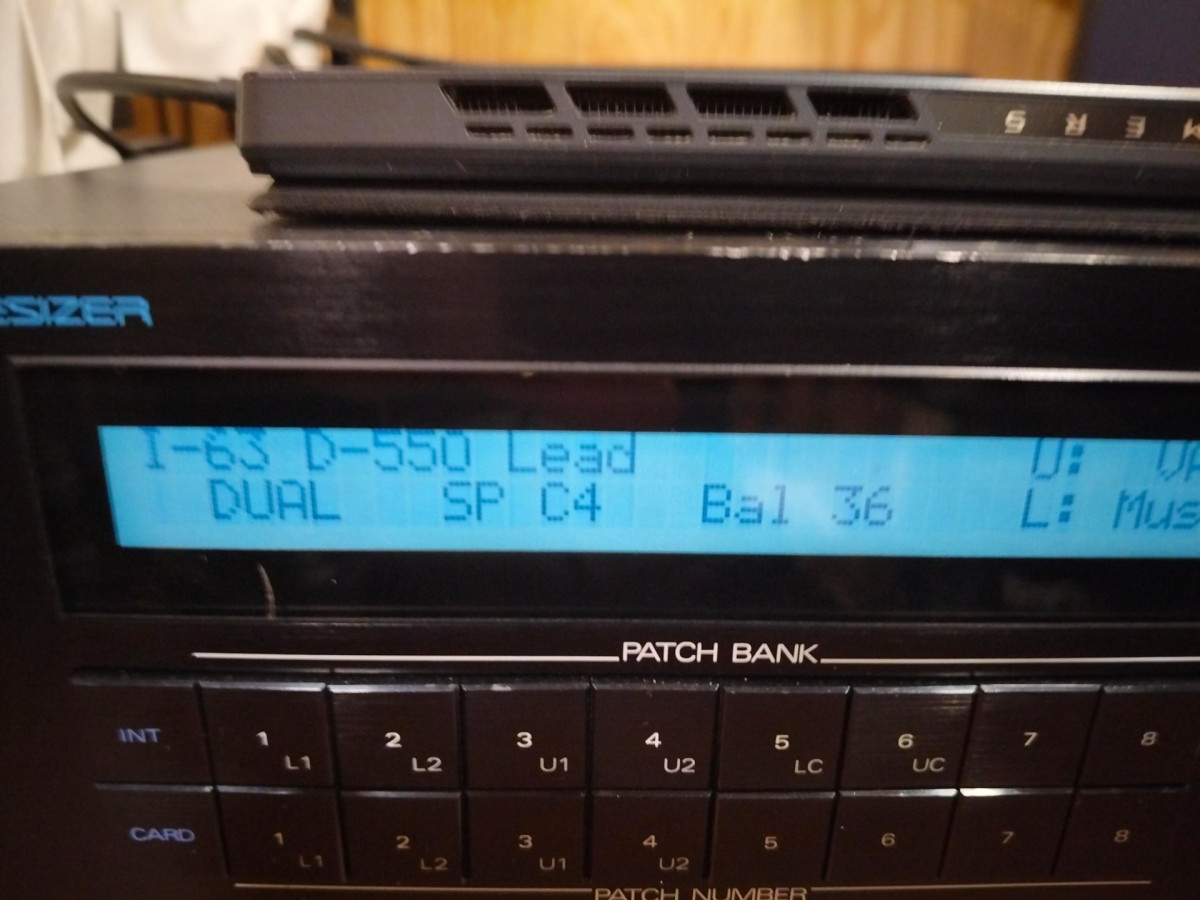 ESIZER
I-63 D-550 Lead U: Up
DUAL SP C4 Bal 36 L: Mus
PATCH BANK
INT 1 L1 2 L2 3 U1 4 U2 5 LC 6 UC 7 8
CARD 1 L1 2 L2 3 U1 4 U2 5 6 7 8
PATCH NUMBER